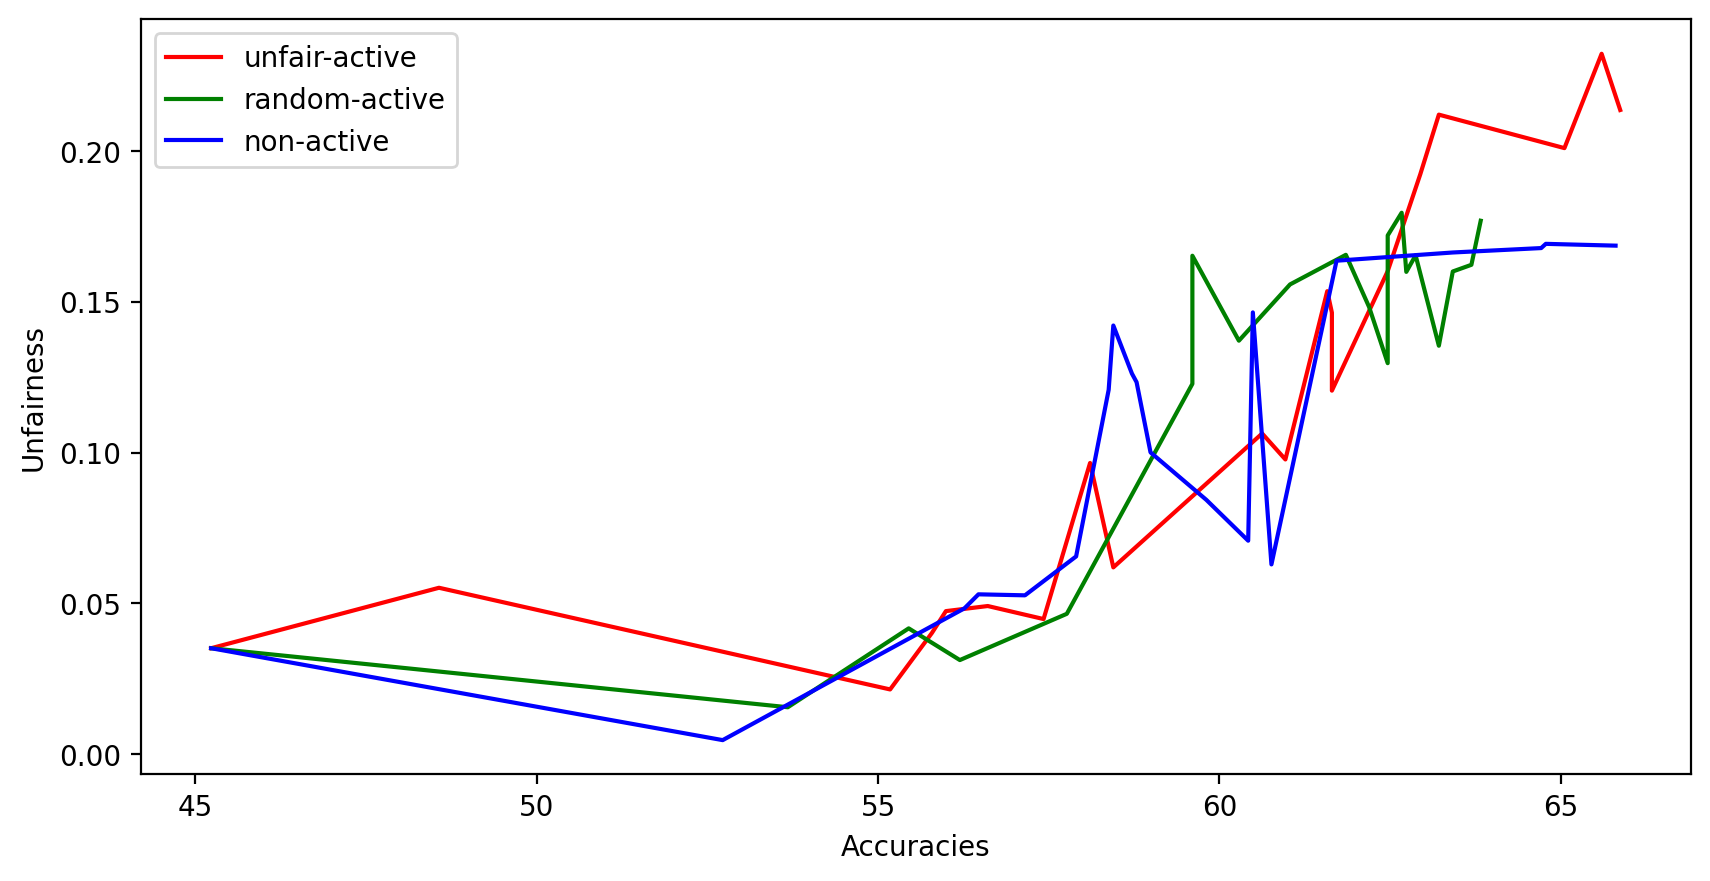 unfair-active
random-active
non-active
Unfairness
0.20
0.15
0.10
0.05
0.00
45 50 55 60 65
Accuracies